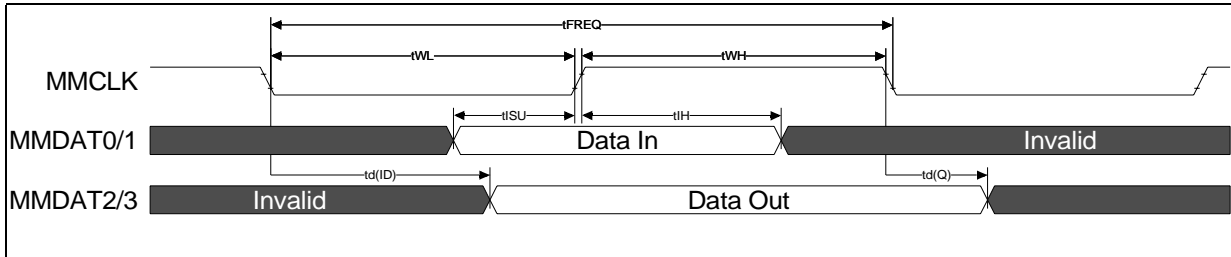 tFREQ
tWL
tWH
MMCLK
tISU
tIH
MMDAT0/1
Data In
Invalid
td(ID)
td(Q)
MMDAT2/3
Invalid
Data Out